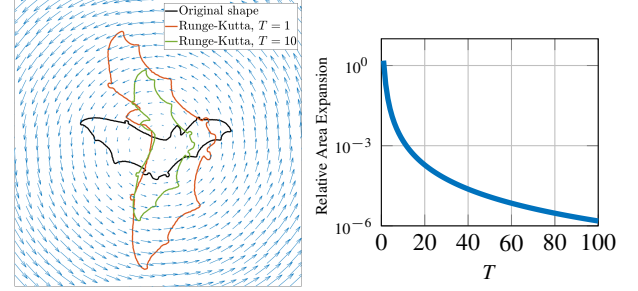 Original shape
Runge-Kutta, T = 1
Runge-Kutta, T = 10
Relative Area Expansion
10^0
10^−3
10^−6
0 20 40 60 80 100
T